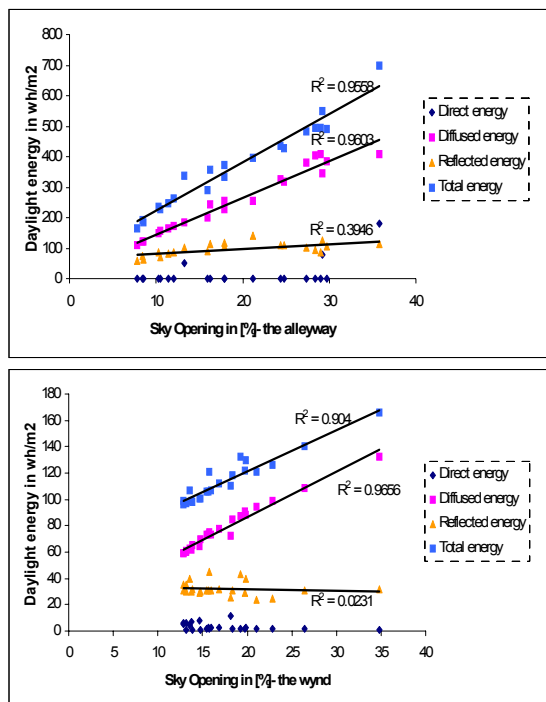 800
700
600
500
400
300
200
100
0
Daylight energy in wh/m2
R² = 0.9558
R² = 0.9603
R² = 0.3946
Direct energy
Diffused energy
Reflected energy
Total energy
0 10 20 30 40
Sky Opening in [%]- the alleyway
180
160
140
120
100
80
60
40
20
0
Daylight energy in wh/m2
R² = 0.904
R² = 0.9656
R² = 0.0231
Direct energy
Diffused energy
Reflected energy
Total energy
0 5 10 15 20 25 30 35 40
Sky Opening in [%]- the wynd